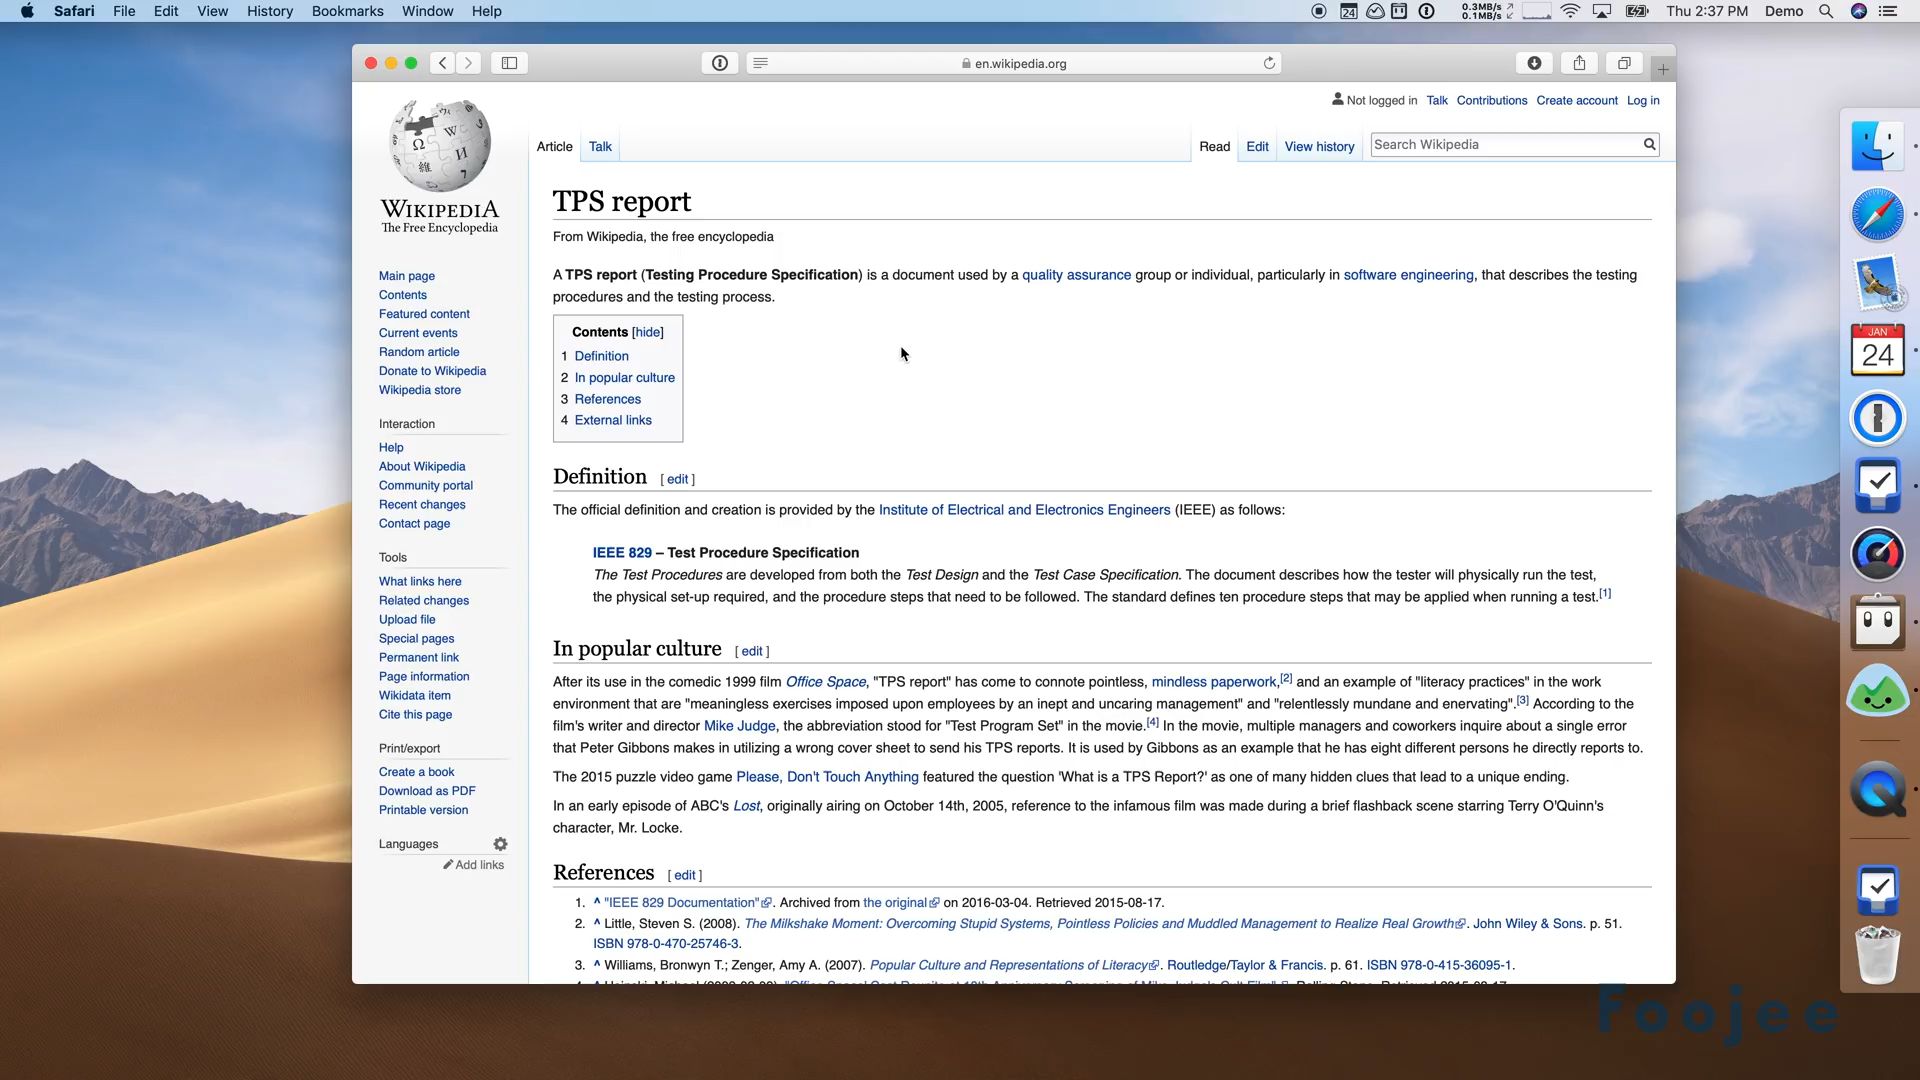 Safari File Edit View History Bookmarks Window Help
24 0.3MB/s 0.1MB/s Thu 2:37 PM Demo
en.wikipedia.org
Not logged in Talk Contributions Create account Log in
Article Talk Read Edit View history Search Wikipedia
WIKIPEDIA
The Free Encyclopedia
Main page
Contents
Featured content
Current events
Random article
Donate to Wikipedia
Wikipedia store
Interaction
Help
About Wikipedia
Community portal
Recent changes
Contact page
Tools
What links here
Related changes
Upload file
Special pages
Permanent link
Page information
Wikidata item
Cite this page
Print/export
Create a book
Download as PDF
Printable version
Languages
Add links
TPS report
From Wikipedia, the free encyclopedia
A TPS report (Testing Procedure Specification) is a document used by a quality assurance group or individual, particularly in software engineering, that describes the testing
procedures and the testing process.
Contents [hide]
1 Definition
2 In popular culture
3 References
4 External links
Definition [ edit ]
The official definition and creation is provided by the Institute of Electrical and Electronics Engineers (IEEE) as follows:
IEEE 829 – Test Procedure Specification
The Test Procedures are developed from both the Test Design and the Test Case Specification. The document describes how the tester will physically run the test,
the physical set-up required, and the procedure steps that need to be followed. The standard defines ten procedure steps that may be applied when running a test.[1]
In popular culture [ edit ]
After its use in the comedic 1999 film Office Space, "TPS report" has come to connote pointless, mindless paperwork,[2] and an example of "literacy practices" in the work
environment that are "meaningless exercises imposed upon employees by an inept and uncaring management" and "relentlessly mundane and enervating".[3] According to the
film's writer and director Mike Judge, the abbreviation stood for "Test Program Set" in the movie.[4] In the movie, multiple managers and coworkers inquire about a single error
that Peter Gibbons makes in utilizing a wrong cover sheet to send his TPS reports. It is used by Gibbons as an example that he has eight different persons he directly reports to.
The 2015 puzzle video game Please, Don't Touch Anything featured the question 'What is a TPS Report?' as one of many hidden clues that lead to a unique ending.
In an early episode of ABC's Lost, originally airing on October 14th, 2005, reference to the infamous film was made during a brief flashback scene starring Terry O'Quinn's
character, Mr. Locke.
References [ edit ]
1. ^ "IEEE 829 Documentation". Archived from the original on 2016-03-04. Retrieved 2015-08-17.
2. ^ Little, Steven S. (2008). The Milkshake Moment: Overcoming Stupid Systems, Pointless Policies and Muddled Management to Realize Real Growth. John Wiley & Sons. p. 51.
ISBN 978-0-470-25746-3.
3. ^ Williams, Bronwyn T.; Zenger, Amy A. (2007). Popular Culture and Representations of Literacy. Routledge/Taylor & Francis. p. 61. ISBN 978-0-415-36095-1.
JAN
24
Foojee